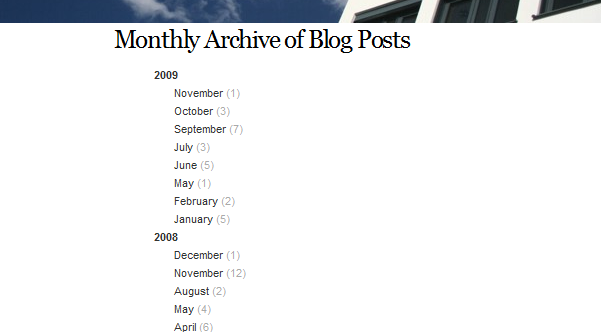 Monthly Archive of Blog Posts
2009
November (1)
October (3)
September (7)
July (3)
June (5)
May (1)
February (2)
January (5)
2008
December (1)
November (12)
August (2)
May (4)
April (6)